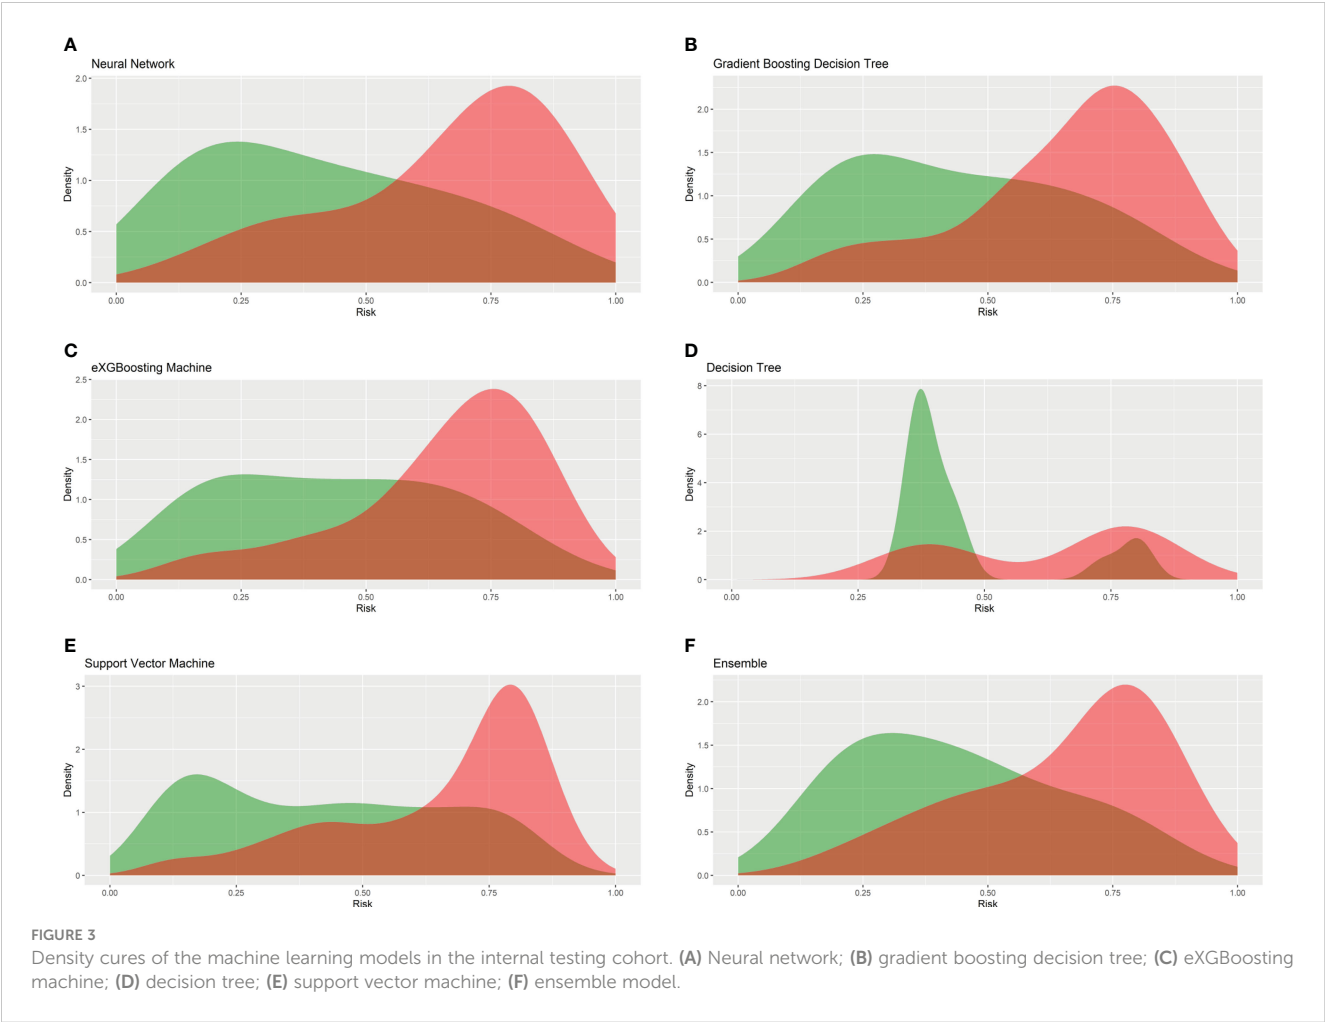 A
Neural Network
2.0
1.5
1.0
0.5
0.0
Density
0.00 0.25 0.50 0.75 1.00
Risk
B
Gradient Boosting Decision Tree
2.0
1.5
1.0
0.5
0.0
Density
0.00 0.25 0.50 0.75 1.00
Risk
C
eXGBoosting Machine
2.5
2.0
1.5
1.0
0.5
0.0
Density
0.00 0.25 0.50 0.75 1.00
Risk
D
Decision Tree
8
6
4
2
0
Density
0.00 0.25 0.50 0.75 1.00
Risk
E
Support Vector Machine
3
2
1
0
Density
0.00 0.25 0.50 0.75 1.00
Risk
F
Ensemble
2.0
1.5
1.0
0.5
0.0
Density
0.00 0.25 0.50 0.75 1.00
Risk
FIGURE 3
Density cures of the machine learning models in the internal testing cohort. (A) Neural network; (B) gradient boosting decision tree; (C) eXGBoosting
machine; (D) decision tree; (E) support vector machine; (F) ensemble model.